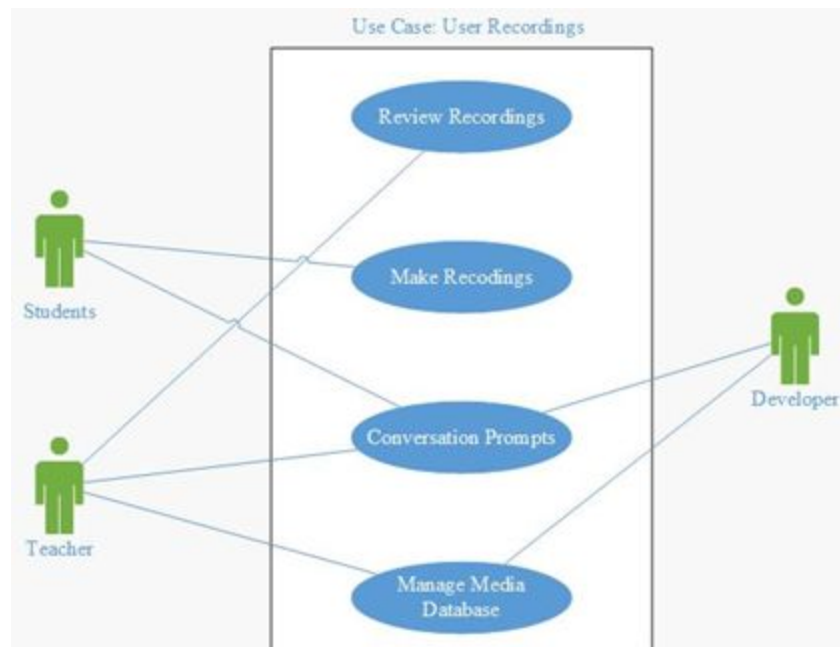 Use Case: User Recordings
Review Recordings
Students
Make Recodings
Developer
Conversation Prompts
Teacher
Manage Media
Database